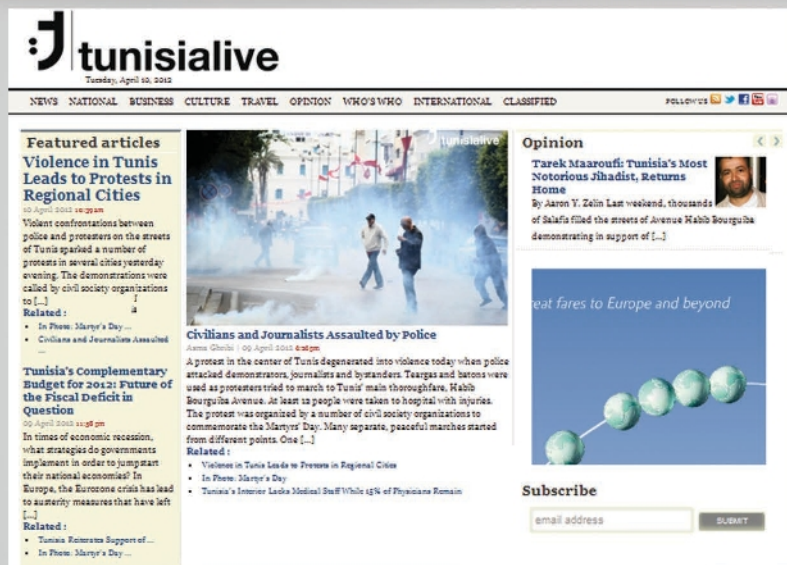 tunisialive
Tuesday, April 10, 2012
NEWS NATIONAL BUSINESS CULTURE TRAVEL OPINION WHO'S WHO INTERNATIONAL CLASSIFIED
FOLLOW US
Featured articles
Violence in Tunis
Leads to Protests in
Regional Cities
10 April 2012 10:39am
Violent confrontations between
police and protesters on the streets
of Tunis sparked a number of
protests in several cities yesterday
evening. The demonstrations were
called by civil society organizations
to [...]
Related :
In Photo: Martyr's Day ...
Civilians and Journalists Assaulted
...
Tunisia's Complementary
Budget for 2012: Future of
the Fiscal Deficit in
Question
09 April 2012 11:38 pm
In times of economic recession,
what strategies do governments
implement in order to jumpstart
their national economies? In
Europe, the Eurozone crisis has lead
to austerity measures that have left
[...]
Related :
Tunisia Reiterates Support of ...
In Photo: Martyr's Day ...
tunisialive
Civilians and Journalists Assaulted by Police
Asma Ghribi | 09 April 2012
A protest in the center of Tunis degenerated into violence today when police
attacked demonstrators, journalists and bystanders. Teargas and batons were
used as protesters tried to march to Tunis' main thoroughfare, Habib
Bourguiba Avenue. At least 12 people were taken to hospital with injuries.
The protest was organized by a number of civil society organizations to
commemorate the Martyrs' Day. Many separate, peaceful marches started
from different points. One [...]
Related :
Violence in Tunis Leads to Protests in Regional Cities
In Photo: Martyr's Day
Tunisia's Interior Lacks Medical Staff While 15% of Physicians Remain
Opinion
Tarek Maaroufi: Tunisia's Most
Notorious Jihadist, Returns
Home
By Aaron Y. Zelin Last weekend, thousands
of Salafis filled the streets of Avenue Habib Bourguiba
demonstrating in support of [...]
eat fares to Europe and beyond
Subscribe
email address
SUBMIT